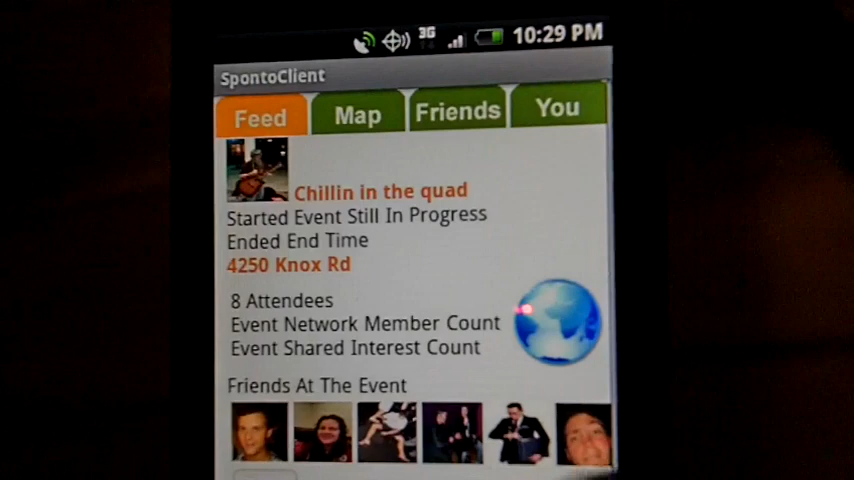 3G 10:29 PM
SpontoClient
Feed Map Friends You
Chillin in the quad
Started Event Still In Progress
Ended End Time
4250 Knox Rd
8 Attendees
Event Network Member Count
Event Shared Interest Count
Friends At The Event